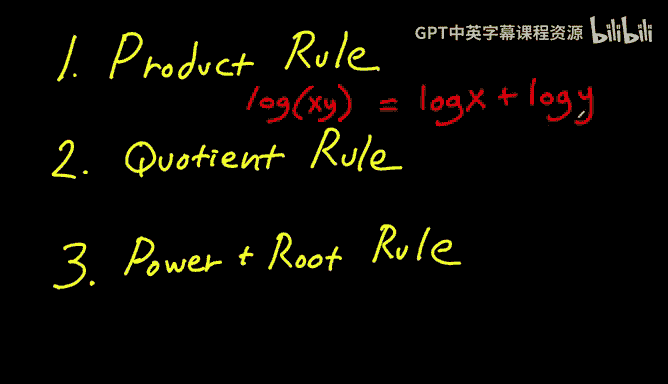 GPT中英字幕课程资源 bilibili
1. Product Rule
log(xy) = logx + logy
2. Quotient Rule
3. Power + Root Rule